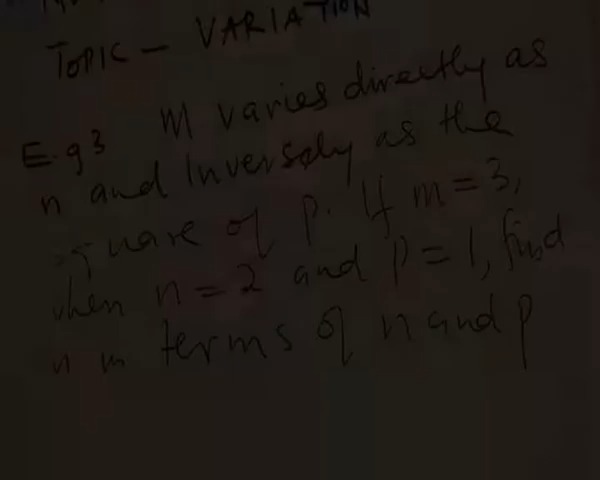 TOPIC - VARIATION
E.g 3 M varies directly as
n and Inversely as the
square of p. If m = 3,
when n = 2 and p = 1, find
m terms of n and p